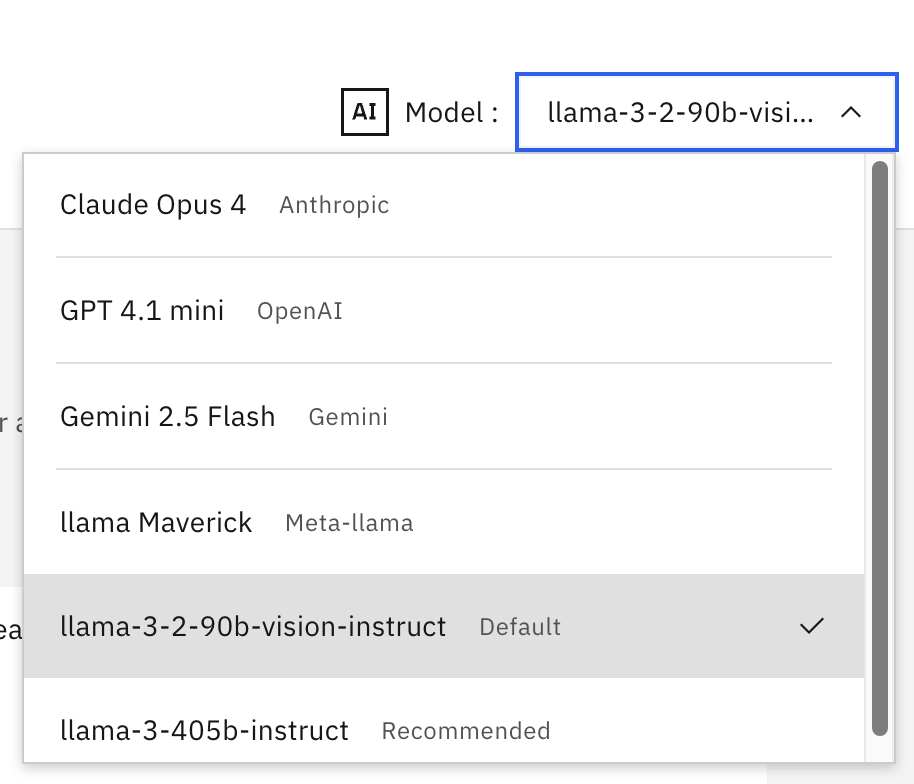 AI Model : llama-3-2-90b-visi...
Claude Opus 4 Anthropic
GPT 4.1 mini OpenAI
Gemini 2.5 Flash Gemini
r a
llama Maverick Meta-llama
ea
llama-3-2-90b-vision-instruct Default
llama-3-405b-instruct Recommended